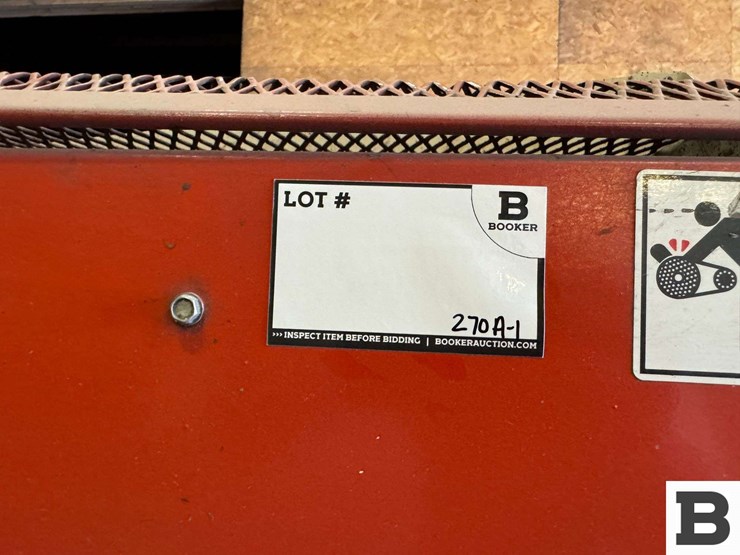 LOT #
B
BOOKER
270A-1
>>> INSPECT ITEM BEFORE BIDDING | BOOKERAUCTION.COM
B